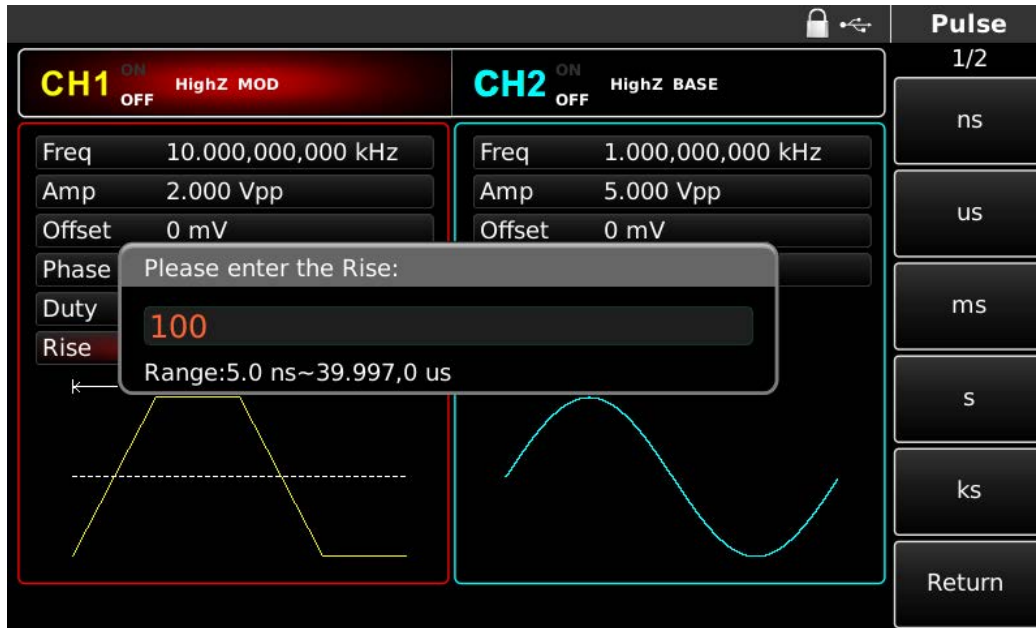 Pulse
1/2
CH1 ON OFF HighZ MOD
CH2 ON OFF HighZ BASE
Freq 10.000,000,000 kHz
Amp 2.000 Vpp
Offset 0 mV
Phase
Duty
Rise
Freq 1.000,000,000 kHz
Amp 5.000 Vpp
Offset 0 mV
Please enter the Rise:
100
Range:5.0 ns~39.997,0 us
ns
us
ms
s
ks
Return